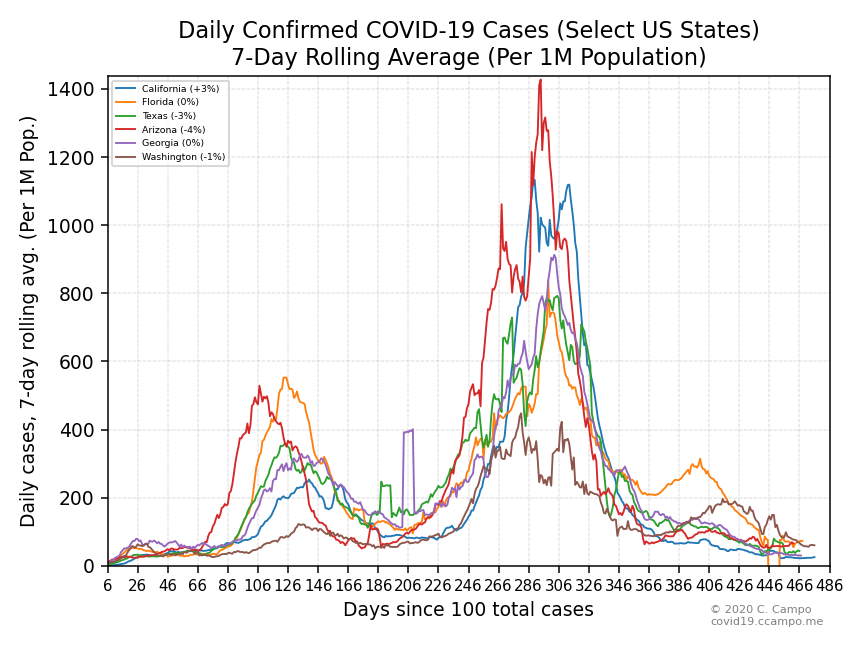 Daily Confirmed COVID-19 Cases (Select US States)
7-Day Rolling Average (Per 1M Population)
California (+3%)
Florida (0%)
Texas (-3%)
Arizona (-4%)
Georgia (0%)
Washington (-1%)
Daily cases, 7-day rolling avg. (Per 1M Pop.)
1400
1200
1000
800
600
400
200
0
6 26 46 66 86 106 126 146 166 186 206 226 246 266 286 306 326 346 366 386 406 426 446 466 486
Days since 100 total cases
© 2020 C. Campo
covid19.ccampo.me